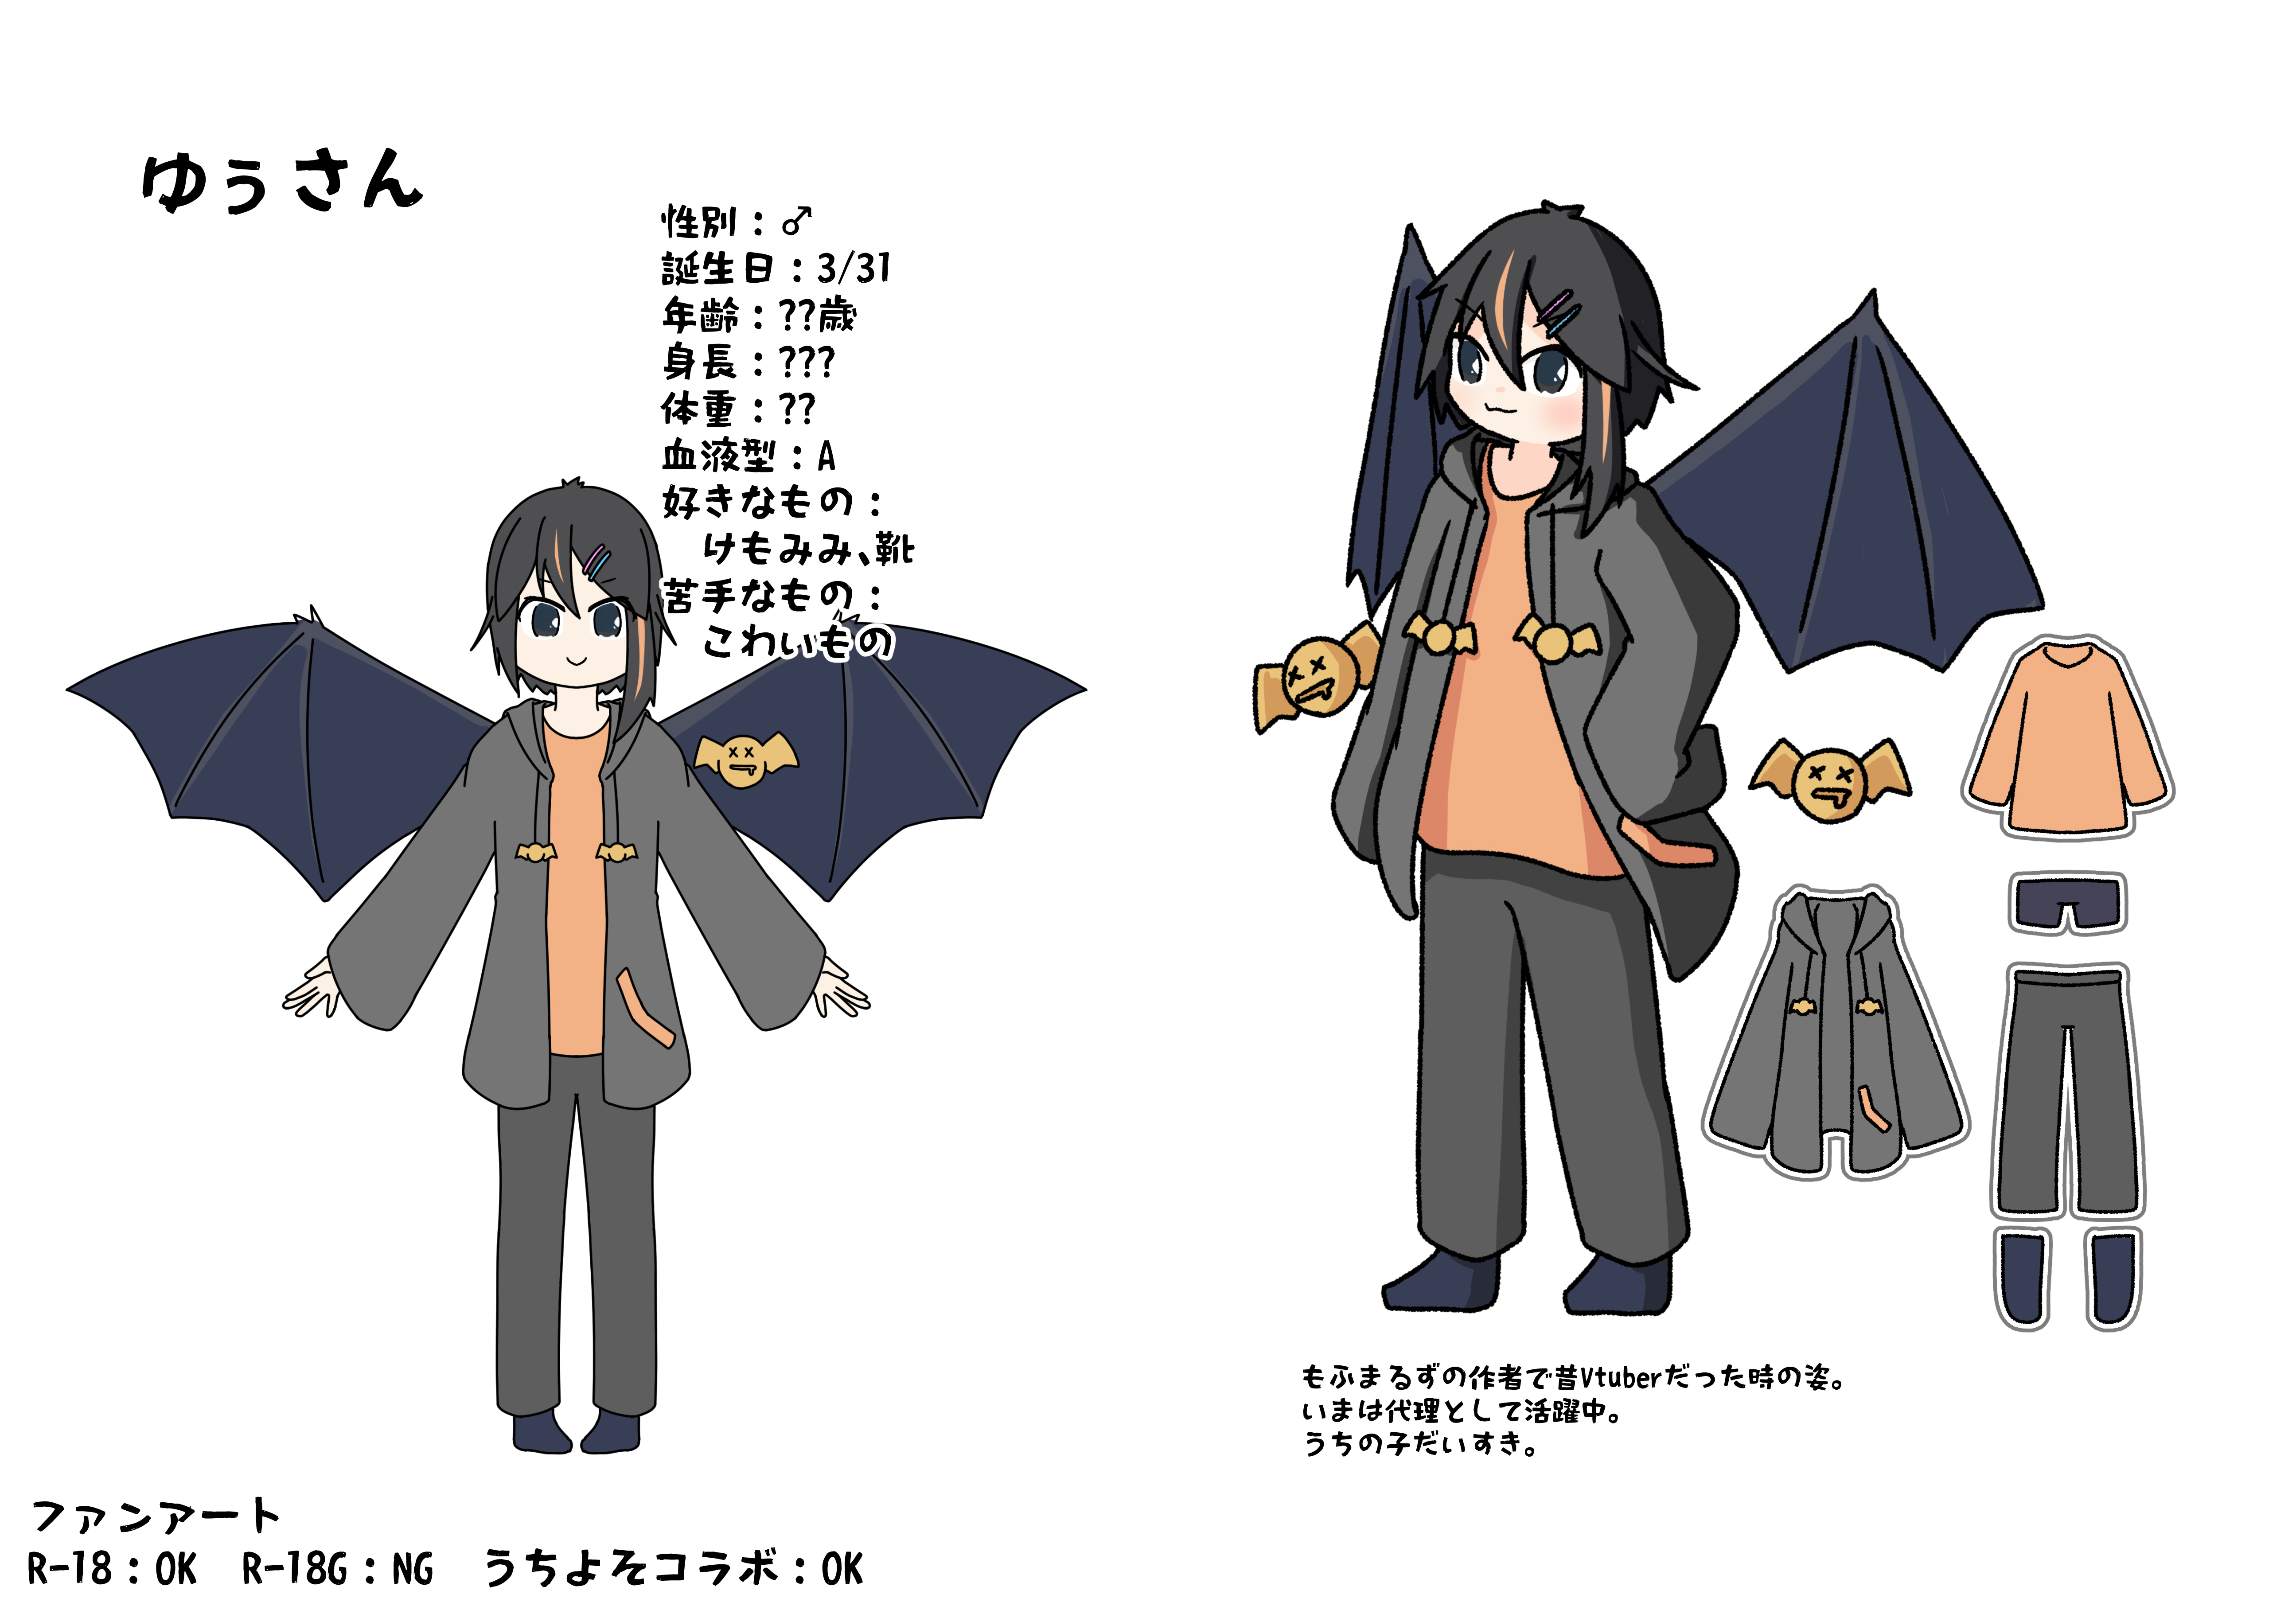 ゆぅさん
性別：♂
誕生日：3/31
年齢：??歳
身長：???
体重：??
血液型：A
好きなもの：
けもみみ、靴
苦手なもの：
こわいもの
もふまるずの作者で昔Vtuberだった時の姿。
いまは代理として活躍中。
うちの子だいすき。
ファンアート
R-18：OK　R-18G：NG　うちよそコラボ：OK